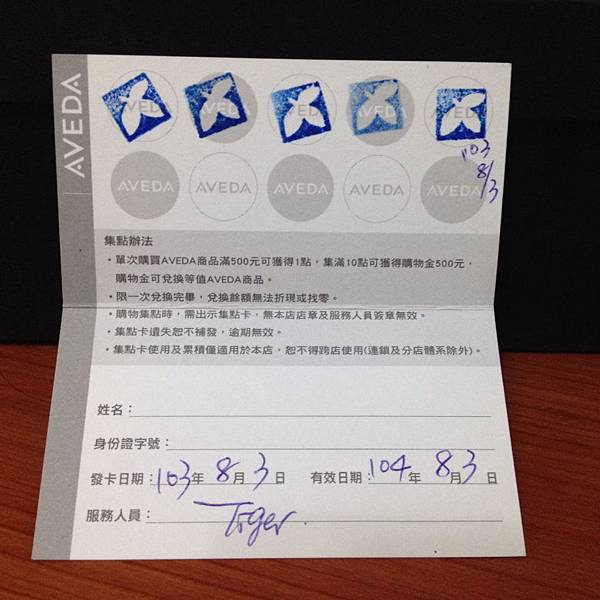 AVEDA
AVEDA AVEDA AVEDA AVEDA AVEDA
103
8/3
集點辦法
・單次購買AVEDA商品滿500元可獲得1點，集滿10點可獲得購物金500元，
購物金可兌換等值AVEDA商品。
・限一次兌換完畢，兌換餘額無法折現或找零。
・購物集點時，需出示集點卡，無本店店章及服務人員簽章無效。
・集點卡遺失恕不補發，逾期無效。
・集點卡使用及累積僅適用於本店，恕不得跨店使用(連鎖及分店體系除外)。
姓名：
身份證字號：
發卡日期：103年 8月 3日 有效日期：104年 8月 3日
服務人員：Tiger